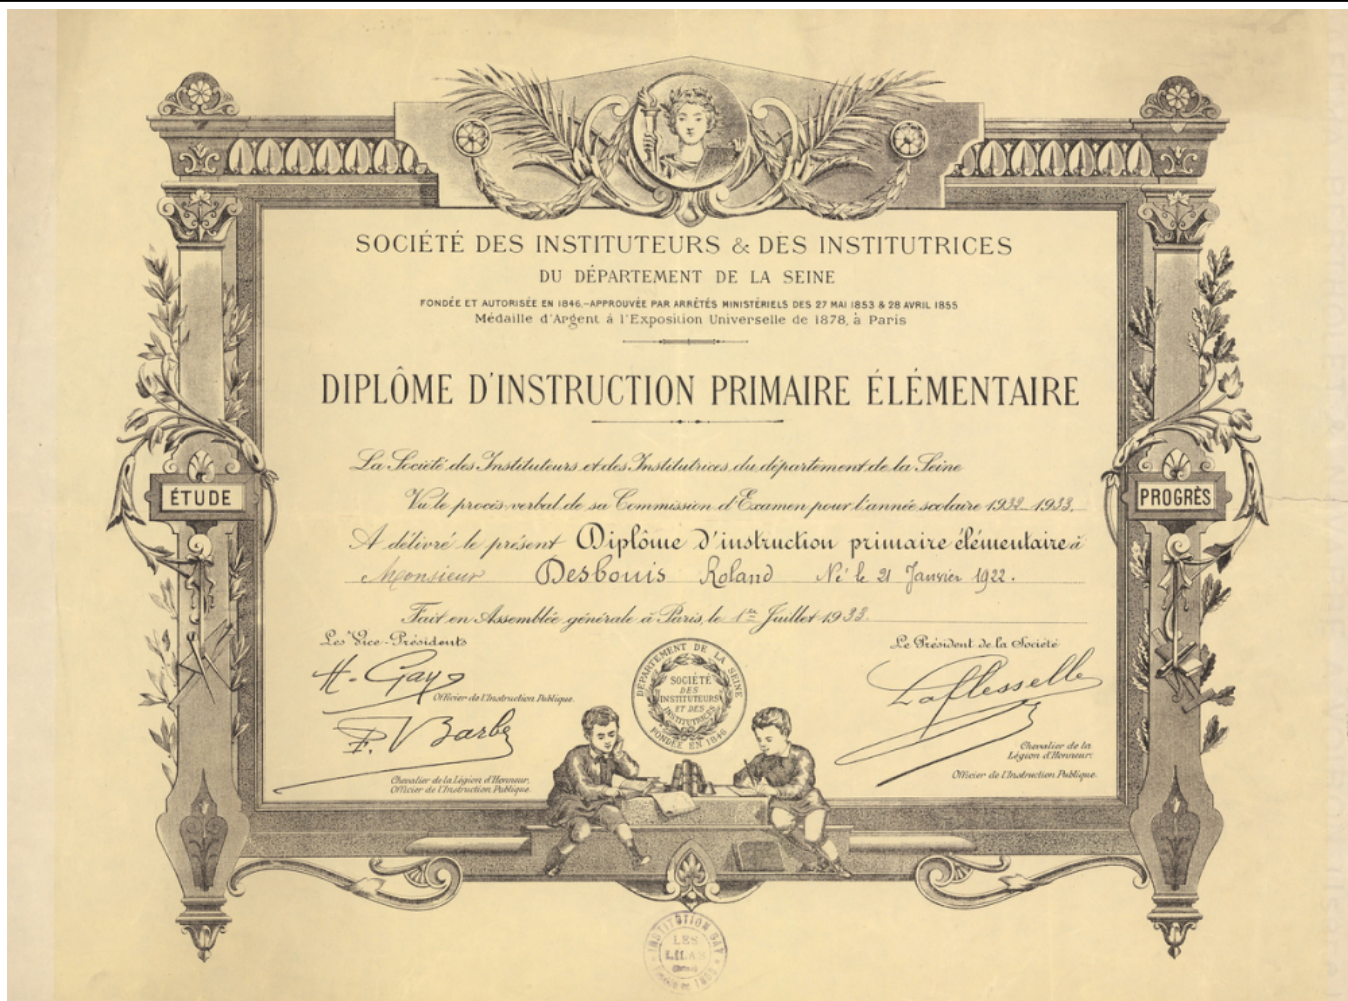 SOCIÉTÉ DES INSTITUTEURS & DES INSTITUTRICES
DU DÉPARTEMENT DE LA SEINE
FONDÉE ET AUTORISÉE EN 1846.–APPROUVÉE PAR ARRÊTÉS MINISTÉRIELS DES 27 MAI 1853 & 28 AVRIL 1855
Médaille d'Argent à l'Exposition Universelle de 1878, à Paris
DIPLÔME D'INSTRUCTION PRIMAIRE ÉLÉMENTAIRE
La Société des Instituteurs et des Institutrices du département de la Seine
ÉTUDE
PROGRÈS
Vu le procès-verbal de sa Commission d'Examen pour l'année scolaire 1932 1933.
A délivré le présent Diplôme d'instruction primaire élémentaire à
Monsieur Desbouis Roland Né le 21 Janvier 1922.
Fait en Assemblée générale à Paris, le 1er Juillet 1933.
Les Vice-Présidents
Le Président de la Société
H. Gay
Officier de l'Instruction Publique.
P. Barbe
Chevalier de la Légion d'Honneur.
Officier de l'Instruction Publique.
DÉPARTEMENT DE LA SEINE
SOCIÉTÉ
DES
INSTITUTEURS
ET DES
INSTITUTRICES
FONDÉE EN 1846
Laflesselle
Chevalier de la
Légion d'Honneur.
Officier de l'Instruction Publique.
INSTITUTION GAY
LES
LILAS